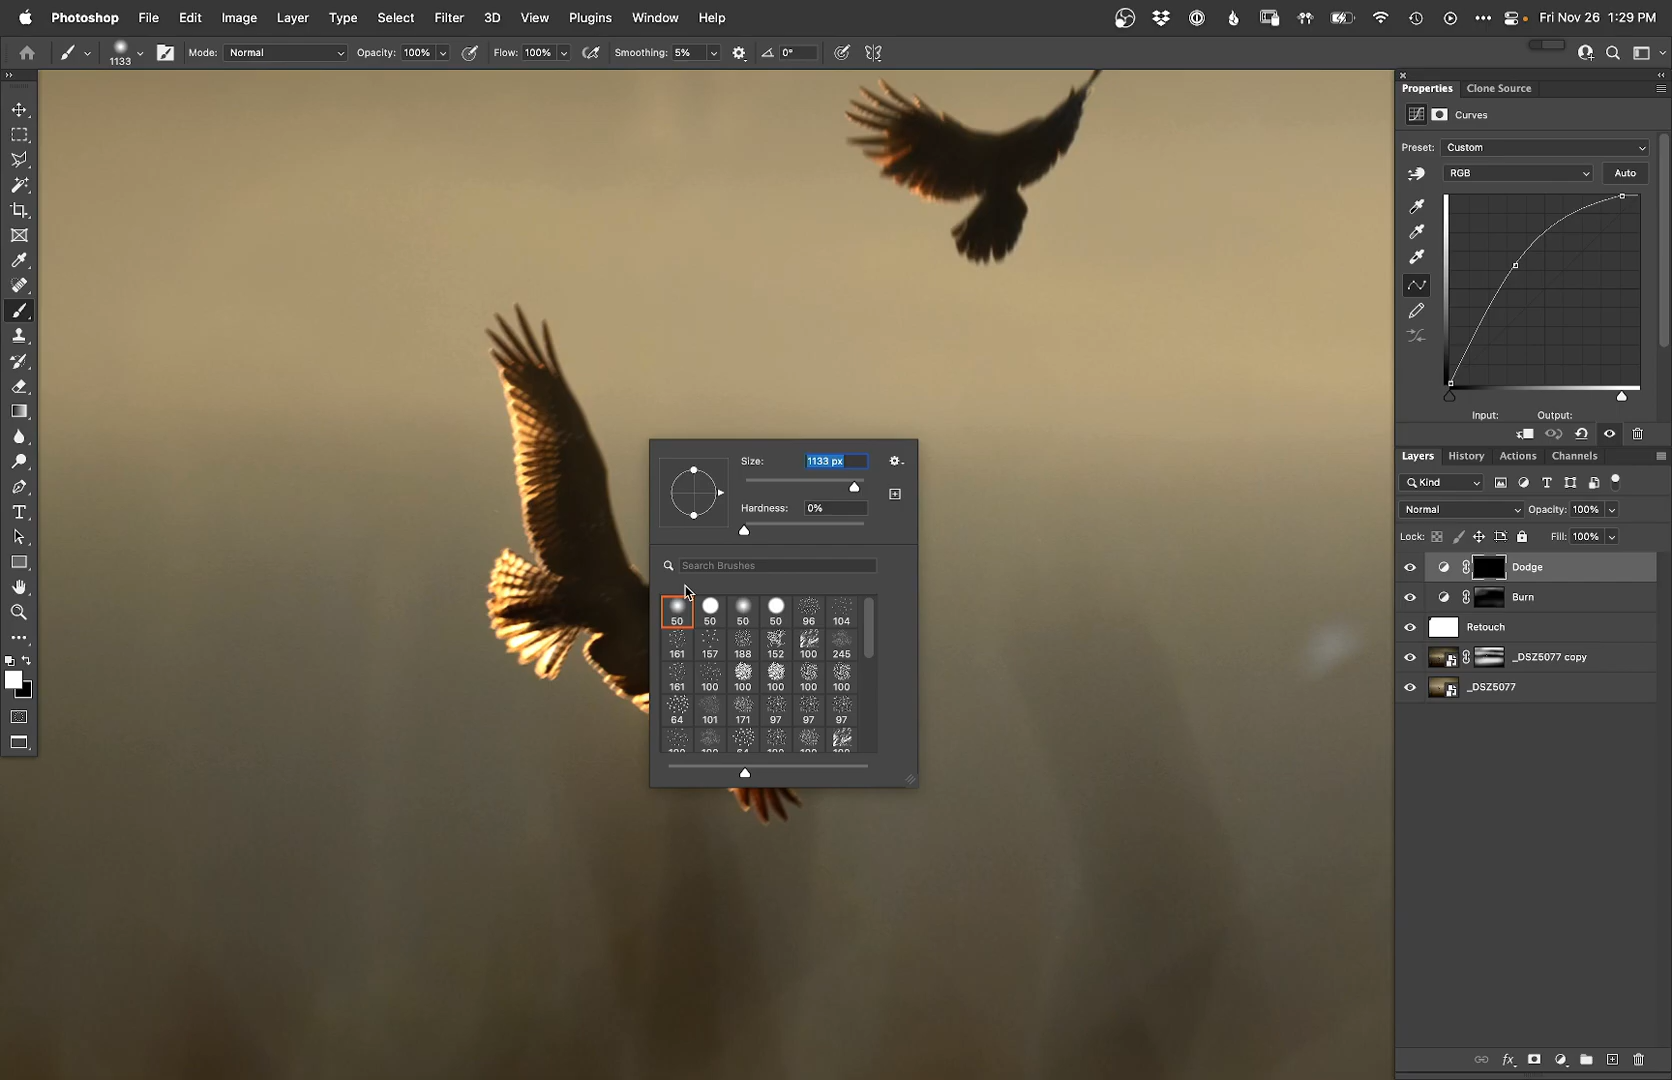 Photoshop File Edit Image Layer Type Select Filter 3D View Plugins Window Help Fri Nov 26 1:29 PM
1133 Mode: Normal Opacity: 100% Flow: 100% Smoothing: 5% 0°
Properties Clone Source
Curves
Preset: Custom
RGB Auto
Input: Output:
Size: 1133 px
Hardness: 0%
Search Brushes
50 50 50 50 96 104
161 157 188 152 100 245
161 100 100 100 100 100
64 101 171 97 97 97
Layers History Actions Channels
Kind
Normal Opacity: 100%
Lock: Fill: 100%
Dodge
Burn
Retouch
_DSZ5077 copy
_DSZ5077
fx